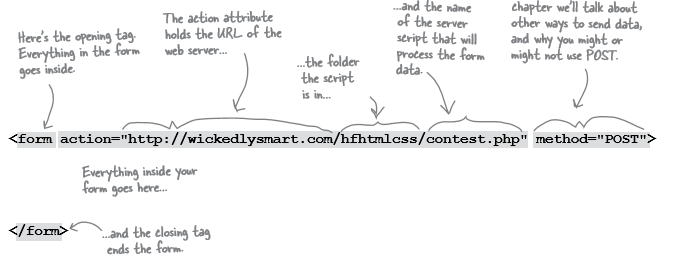 Here's the opening tag.
Everything in the form
goes inside.
The action attribute
holds the URL of the
web server...
...the folder
the script
is in...
...and the name
of the server
script that will
process the form
data.
chapter we'll talk about
other ways to send data,
and why you might or
might not use POST.
<form action="http://wickedlysmart.com/hfhtmlcss/contest.php" method="POST">
Everything inside your
form goes here...
</form>
...and the closing tag
ends the form.